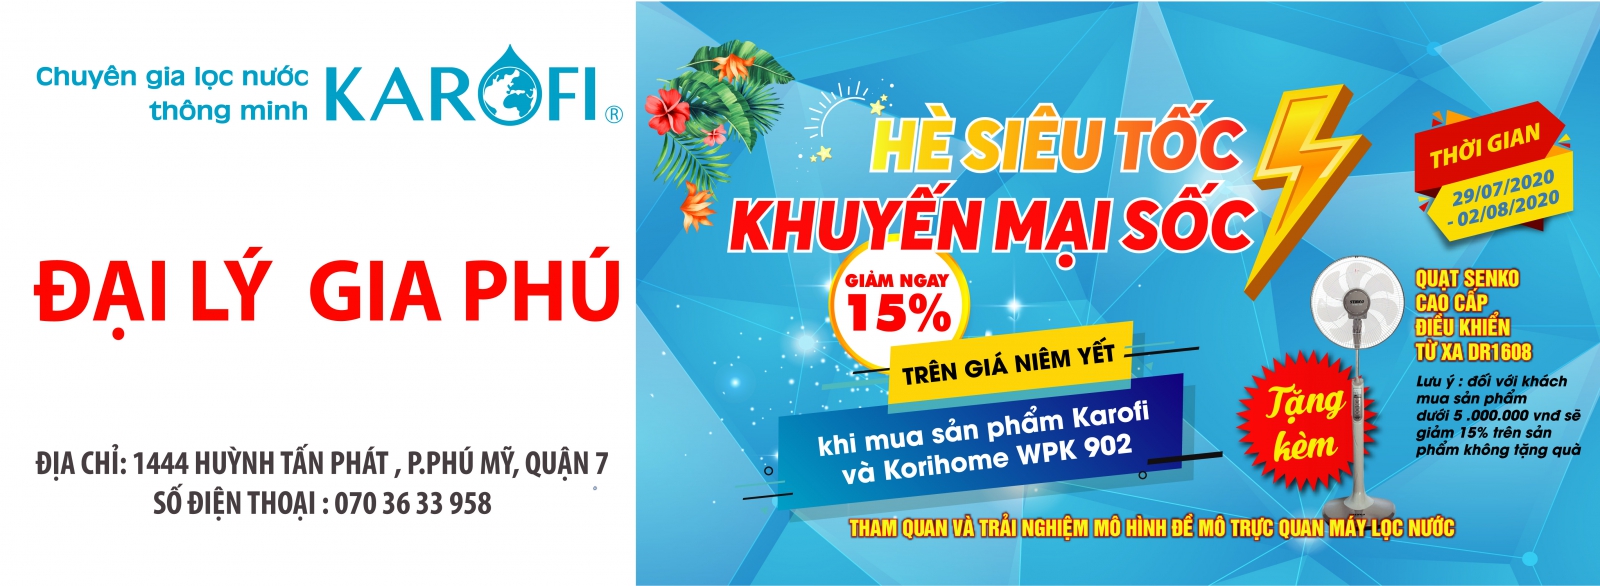 Chuyên gia lọc nước
thông minh
KAROFI®
ĐẠI LÝ GIA PHÚ
ĐỊA CHỈ: 1444 HUỲNH TẤN PHÁT , P.PHÚ MỸ, QUẬN 7
SỐ ĐIỆN THOẠI : 070 36 33 958
HÈ SIÊU TỐC
KHUYẾN MẠI SỐC
GIẢM NGAY
15%
TRÊN GIÁ NIÊM YẾT
khi mua sản phẩm Karofi
và Korihome WPK 902
THỜI GIAN
29/07/2020
- 02/08/2020
QUẠT SENKO
CAO CẤP
ĐIỀU KHIỂN
TỪ XA DR1608
Tặng
kèm
Lưu ý : đối với khách
mua sản phẩm
dưới 5 .000.000 vnđ sẽ
giảm 15% trên sản
phẩm không tặng quà
THAM QUAN VÀ TRẢI NGHIỆM MÔ HÌNH ĐỀ MÔ TRỰC QUAN MÁY LỌC NƯỚC